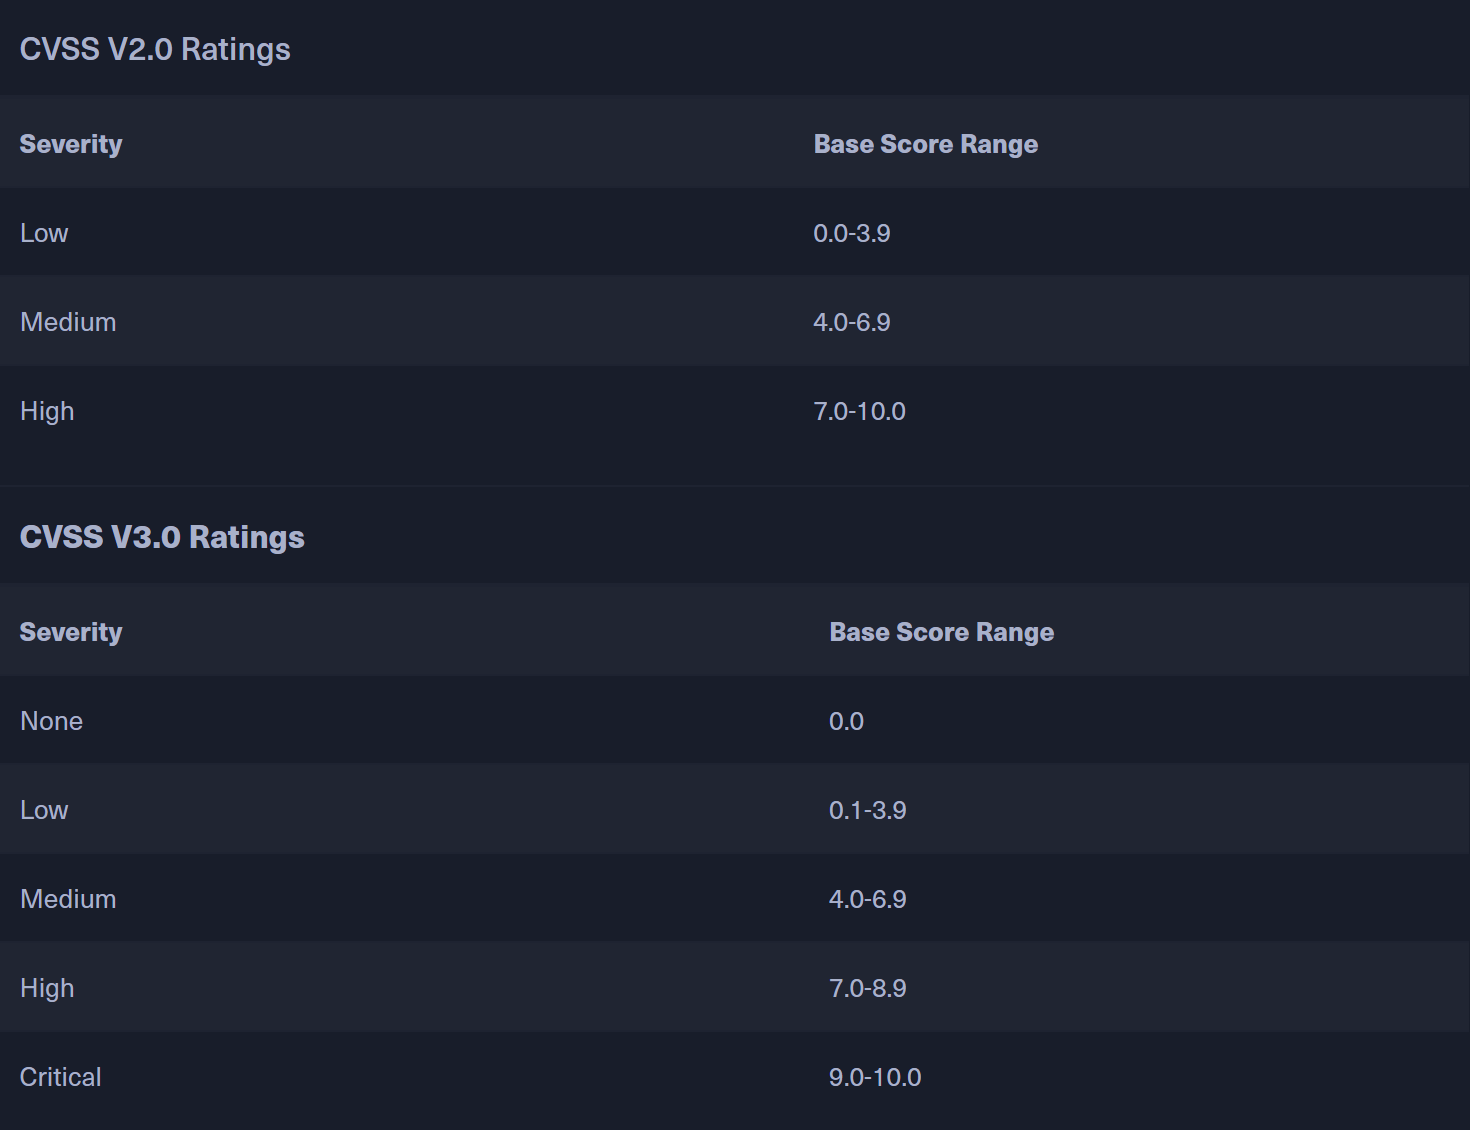 CVSS V2.0 Ratings
Severity Base Score Range
Low 0.0-3.9
Medium 4.0-6.9
High 7.0-10.0
CVSS V3.0 Ratings
Severity Base Score Range
None 0.0
Low 0.1-3.9
Medium 4.0-6.9
High 7.0-8.9
Critical 9.0-10.0